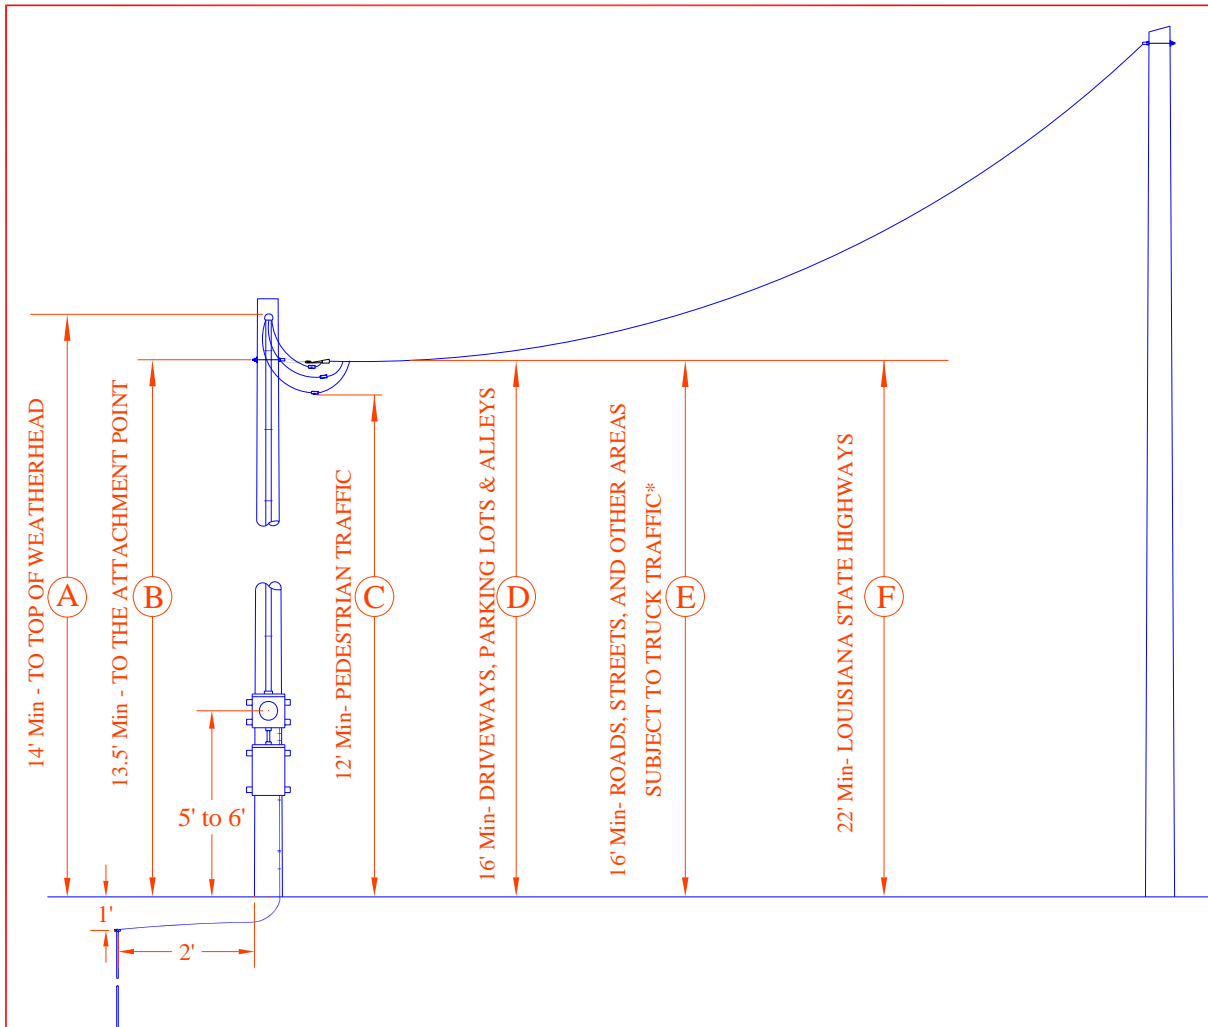 14' Min - TO TOP OF WEATHERHEAD
A
13.5' Min - TO THE ATTACHMENT POINT
B
12' Min- PEDESTRIAN TRAFFIC
C
16' Min- DRIVEWAYS, PARKING LOTS & ALLEYS
D
16' Min- ROADS, STREETS, AND OTHER AREAS
SUBJECT TO TRUCK TRAFFIC*
E
22' Min- LOUISIANA STATE HIGHWAYS
F
5' to 6'
1'
2'